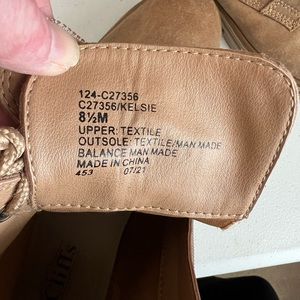 124-C27356
C27356/KELSIE
8½M
UPPER: TEXTILE
OUTSOLE: TEXTILE/MAN MADE
BALANCE MAN MADE
MADE IN CHINA
453 07/21
Cliffs